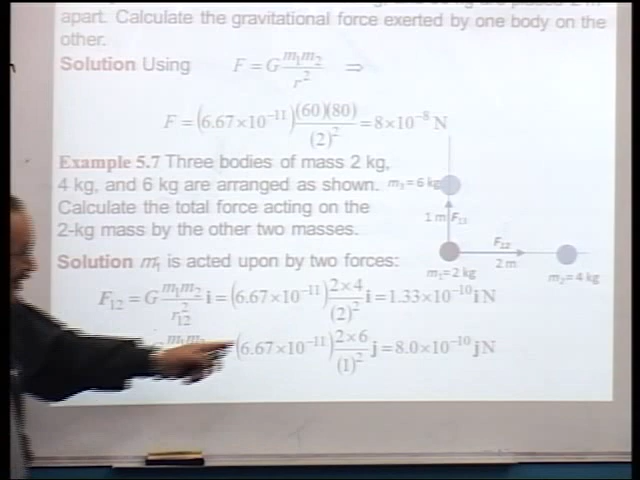 apart. Calculate the gravitational force exerted by one body on the
other.
Solution Using F = G m₁m₂ / r² ⇒
F = (6.67×10⁻¹¹) (60)(80) / (2)² = 8×10⁻⁸ N
Example 5.7 Three bodies of mass 2 kg,
4 kg, and 6 kg are arranged as shown.
Calculate the total force acting on the
2-kg mass by the other two masses.
m₃=6 kg
1 m F₁₃
F₁₂
2 m
m₁=2 kg
m₂=4 kg
Solution m₁ is acted upon by two forces:
F₁₂ = G m₁m₂ / r₁₂² i = (6.67×10⁻¹¹) 2×4 / (2)² i = 1.33×10⁻¹⁰ i N
(6.67×10⁻¹¹) 2×6 / (1)² j = 8.0×10⁻¹⁰ j N